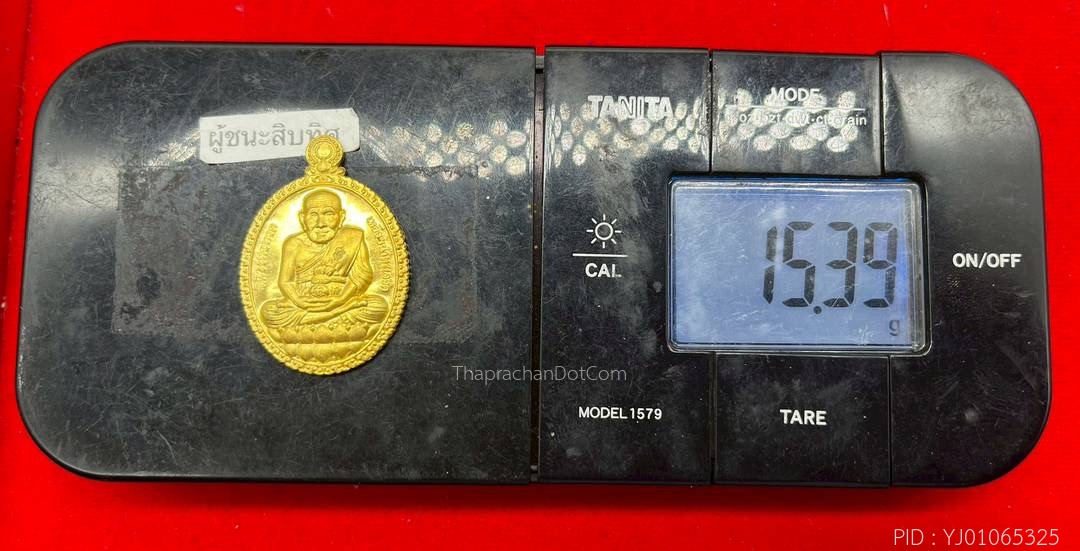 ผู้ชนะสิบทิศ
TANITA
MODE
CAL
15.39
g
ON/OFF
MODEL 1579
TARE
ThaprachanDotCom
PID : YJ01065325